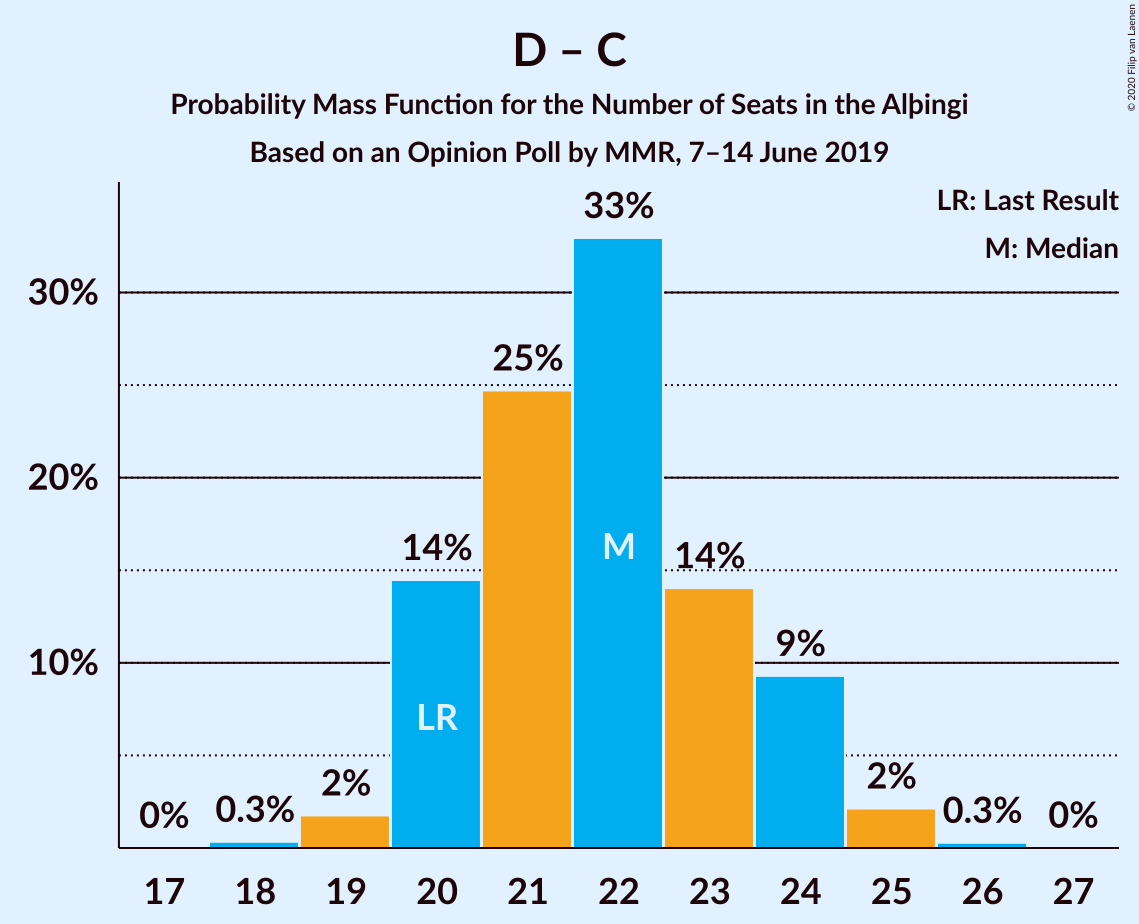 D – C
Probability Mass Function for the Number of Seats in the Alþingi
Based on an Opinion Poll by MMR, 7–14 June 2019
© 2020 Filip van Laenen
LR: Last Result
M: Median
30%
20%
10%
0%
0.3%
2%
14%
25%
33%
14%
9%
2%
0.3%
0%
LR
M
17 18 19 20 21 22 23 24 25 26 27